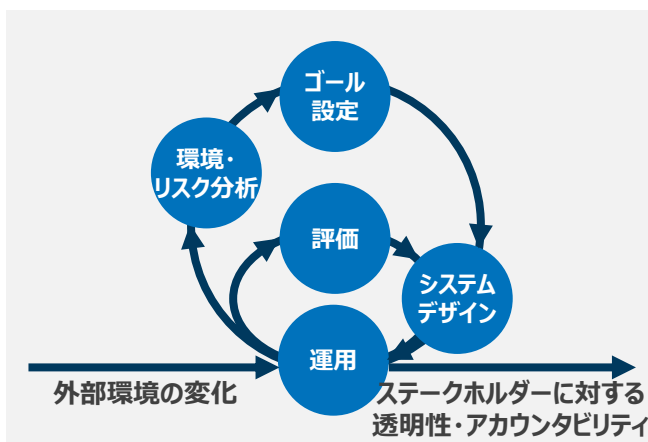 ゴール
設定
環境・
リスク分析
評価
システム
デザイン
運用
外部環境の変化
ステークホルダーに対する
透明性・アカウンタビリティ